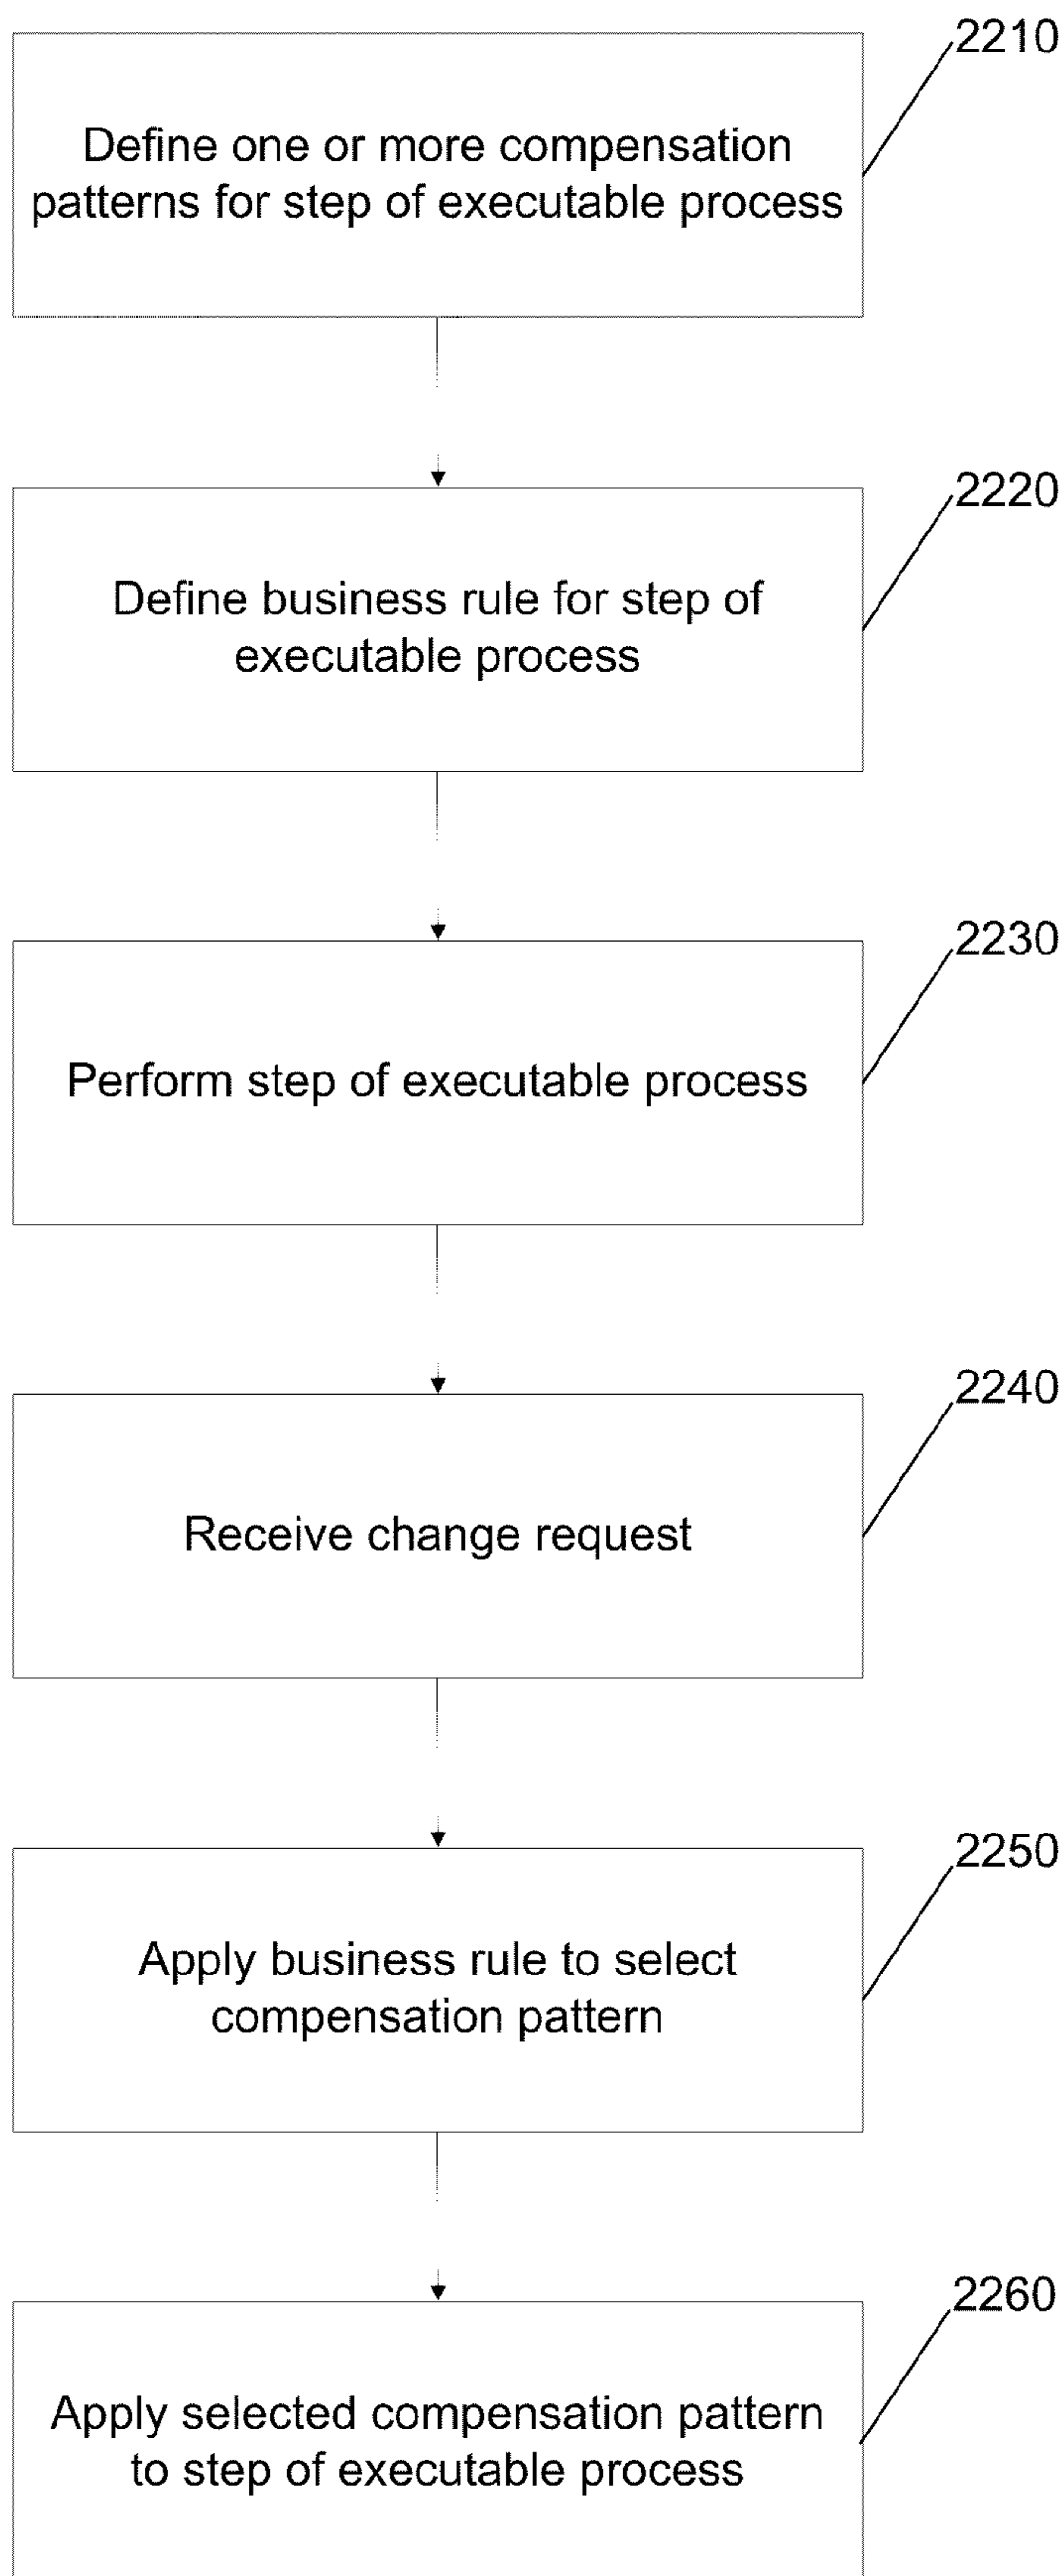 2210
Define one or more compensation
patterns for step of executable process
2220
Define business rule for step of
executable process
2230
Perform step of executable process
2240
Receive change request
2250
Apply business rule to select
compensation pattern
2260
Apply selected compensation pattern
to step of executable process